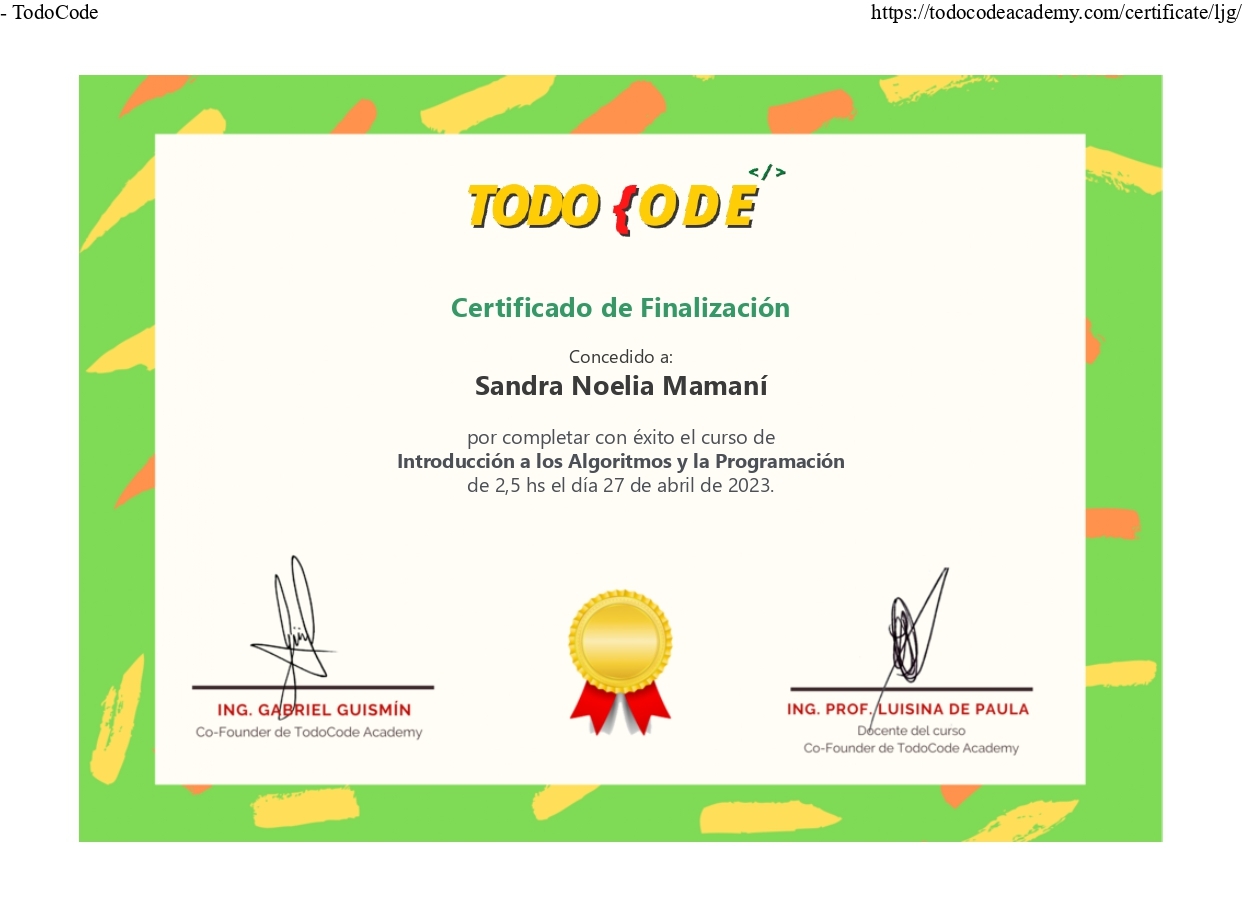 - TodoCode
https://todocodeacademy.com/certificate/ljg/
</>
TODO {ODE
Certificado de Finalización
Concedido a:
Sandra Noelia Mamaní
por completar con éxito el curso de
Introducción a los Algoritmos y la Programación
de 2,5 hs el día 27 de abril de 2023.
ING. GABRIEL GUISMÍN
Co-Founder de TodoCode Academy
ING. PROF. LUISINA DE PAULA
Docente del curso
Co-Founder de TodoCode Academy